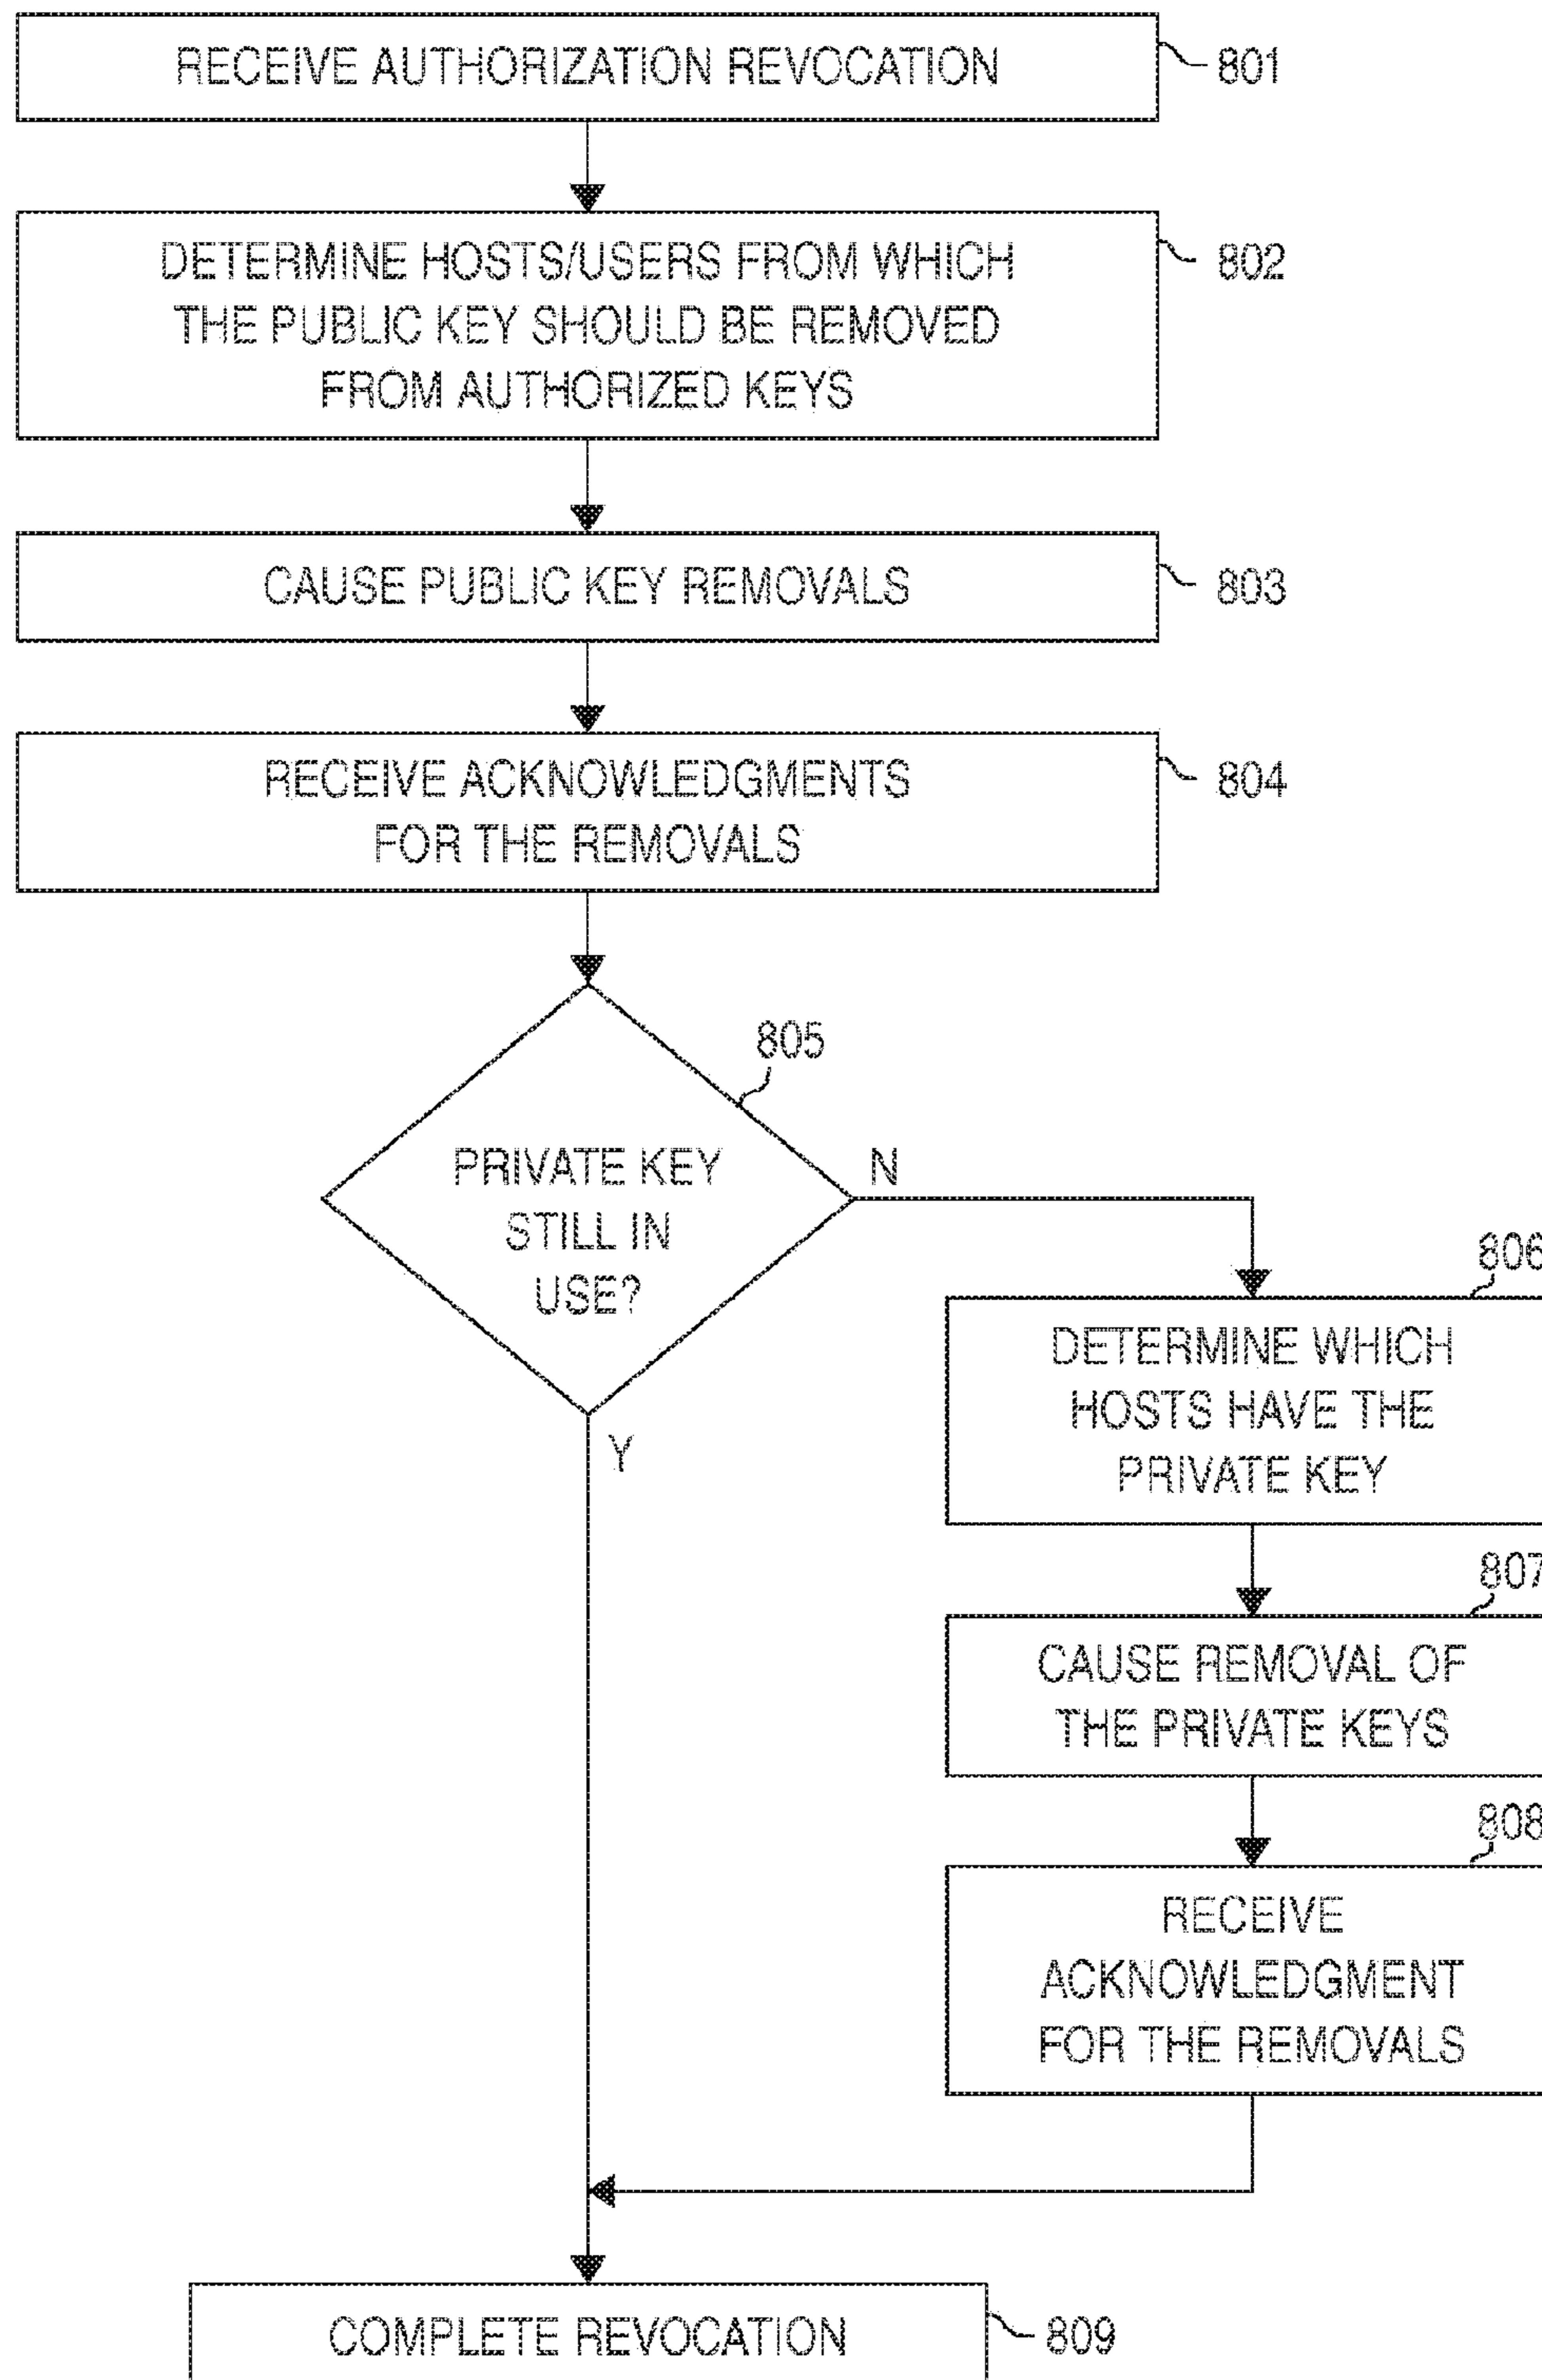 RECEIVE AUTHORIZATION REVOCATION
801
DETERMINE HOSTS/USERS FROM WHICH
THE PUBLIC KEY SHOULD BE REMOVED
FROM AUTHORIZED KEYS
802
CAUSE PUBLIC KEY REMOVALS
803
RECEIVE ACKNOWLEDGMENTS
FOR THE REMOVALS
804
805
PRIVATE KEY
STILL IN
USE?
N
Y
806
DETERMINE WHICH
HOSTS HAVE THE
PRIVATE KEY
807
CAUSE REMOVAL OF
THE PRIVATE KEYS
808
RECEIVE
ACKNOWLEDGMENT
FOR THE REMOVALS
COMPLETE REVOCATION
809